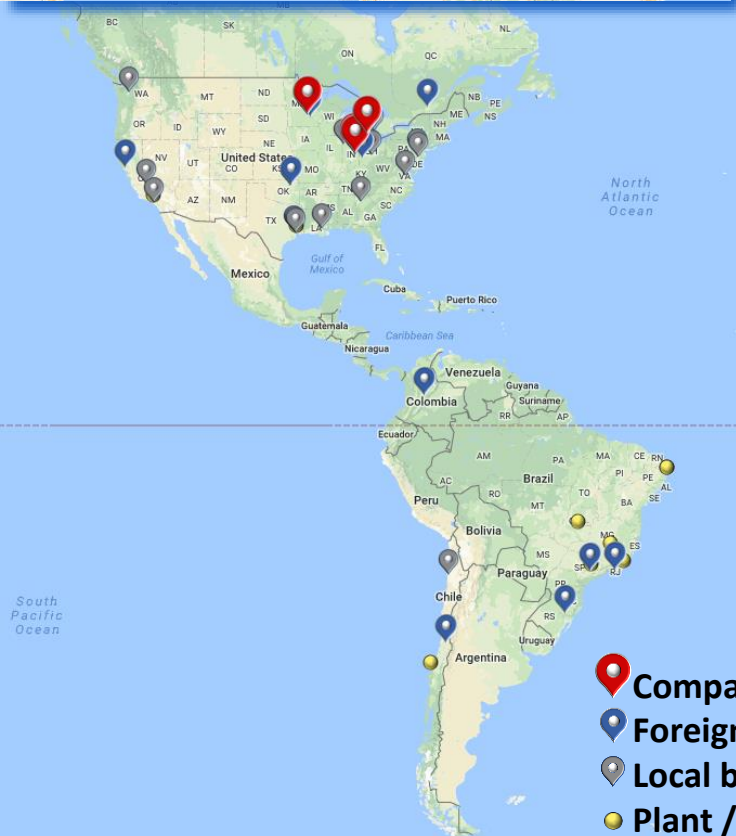 BC
SK
NL
ON
QC
NB
PE
NS
WA
MT
ND
OR
ID
WY
SD
WI
ME
NH
MA
NE
IA
IL
IN
NV
UT
United States
CO
KS
MO
KY
WV
VA
DE
OK
AR
TN
NC
AZ
NM
SC
TX
LA
AL
GA
FL
North
Atlantic
Ocean
Gulf of
Mexico
Mexico
Cuba
Puerto Rico
Guatemala
Caribbean Sea
Nicaragua
Venezuela
Guyana
Suriname
Colombia
RR
AP
Ecuador
AM
PA
MA
CE
RN
AC
RO
Brazil
PI
PE
AL
SE
TO
BA
MT
Peru
Bolivia
MG
ES
MS
SP
RJ
Paraguay
PR
Chile
RS
South
Pacific
Ocean
Uruguay
Argentina
Compa
Foreign
Local b
Plant /